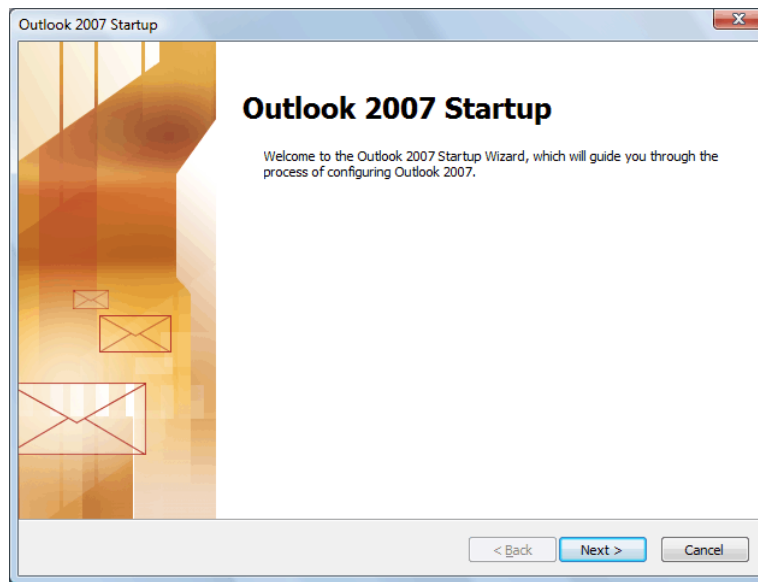 Outlook 2007 Startup
Outlook 2007 Startup
Welcome to the Outlook 2007 Startup Wizard, which will guide you through the
process of configuring Outlook 2007.
< Back Next > Cancel